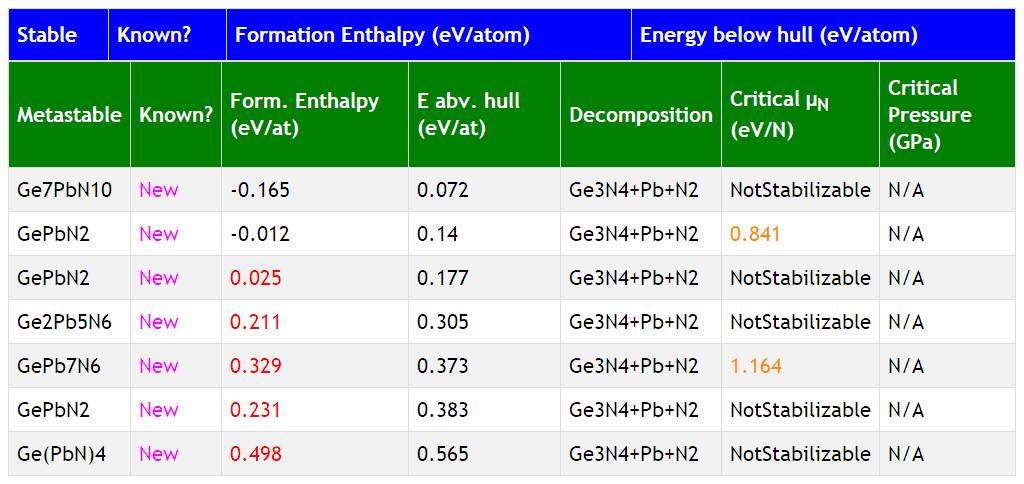 Stable Known? Formation Enthalpy (eV/atom) Energy below hull (eV/atom)
Metastable Known? Form. Enthalpy (eV/at) E abv. hull (eV/at) Decomposition Critical μN (eV/N) Critical Pressure (GPa)
Ge7PbN10 New -0.165 0.072 Ge3N4+Pb+N2 NotStabilizable N/A
GePbN2 New -0.012 0.14 Ge3N4+Pb+N2 0.841 N/A
GePbN2 New 0.025 0.177 Ge3N4+Pb+N2 NotStabilizable N/A
Ge2Pb5N6 New 0.211 0.305 Ge3N4+Pb+N2 NotStabilizable N/A
GePb7N6 New 0.329 0.373 Ge3N4+Pb+N2 1.164 N/A
GePbN2 New 0.231 0.383 Ge3N4+Pb+N2 NotStabilizable N/A
Ge(PbN)4 New 0.498 0.565 Ge3N4+Pb+N2 NotStabilizable N/A